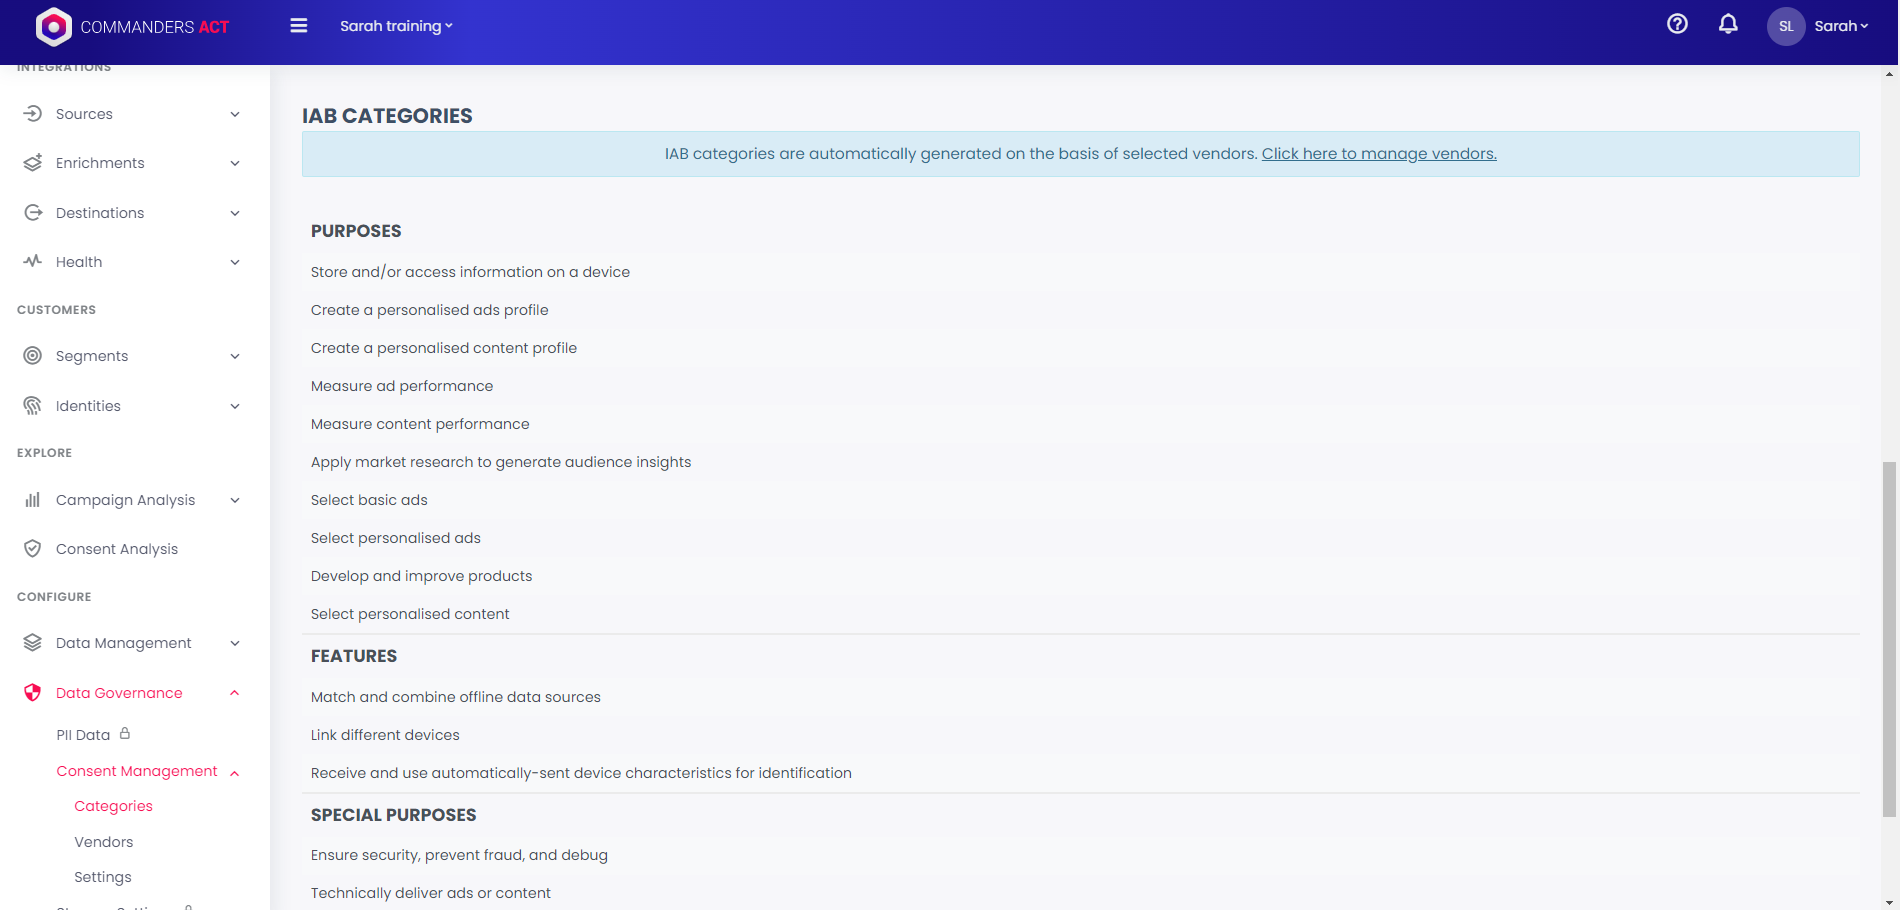 COMMANDERS ACT
Sarah training
SL
Sarah
INTEGRATIONS
Sources
Enrichments
Destinations
Health
CUSTOMERS
Segments
Identities
EXPLORE
Campaign Analysis
Consent Analysis
CONFIGURE
Data Management
Data Governance
PII Data
Consent Management
Categories
Vendors
Settings
IAB CATEGORIES
IAB categories are automatically generated on the basis of selected vendors. Click here to manage vendors.
PURPOSES
Store and/or access information on a device
Create a personalised ads profile
Create a personalised content profile
Measure ad performance
Measure content performance
Apply market research to generate audience insights
Select basic ads
Select personalised ads
Develop and improve products
Select personalised content
FEATURES
Match and combine offline data sources
Link different devices
Receive and use automatically-sent device characteristics for identification
SPECIAL PURPOSES
Ensure security, prevent fraud, and debug
Technically deliver ads or content